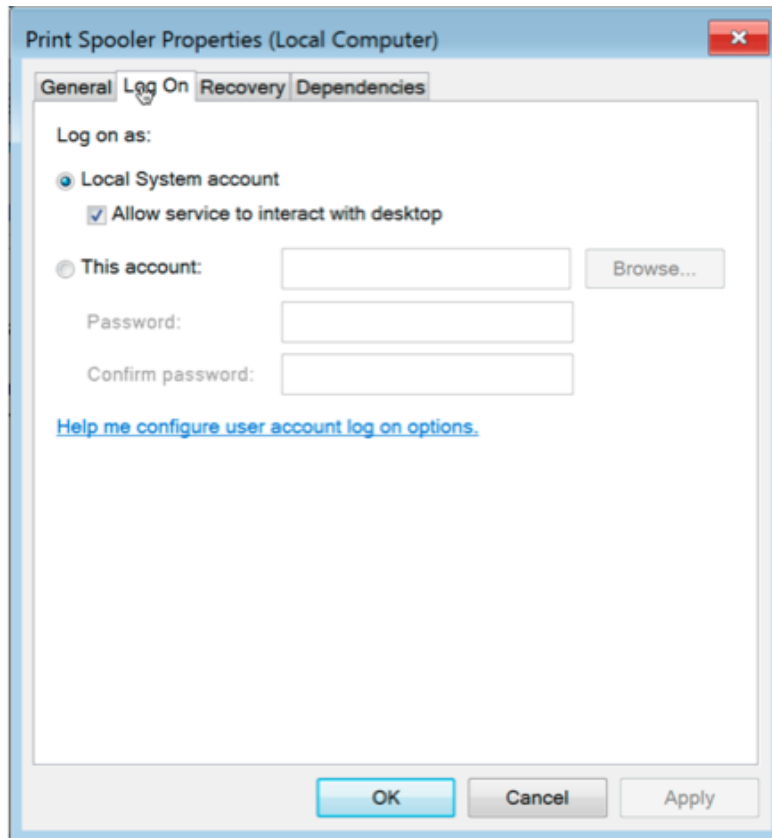 Print Spooler Properties (Local Computer)
General Log On Recovery Dependencies
Log on as:
Local System account
Allow service to interact with desktop
This account:
Browse...
Password:
Confirm password:
Help me configure user account log on options.
OK Cancel Apply